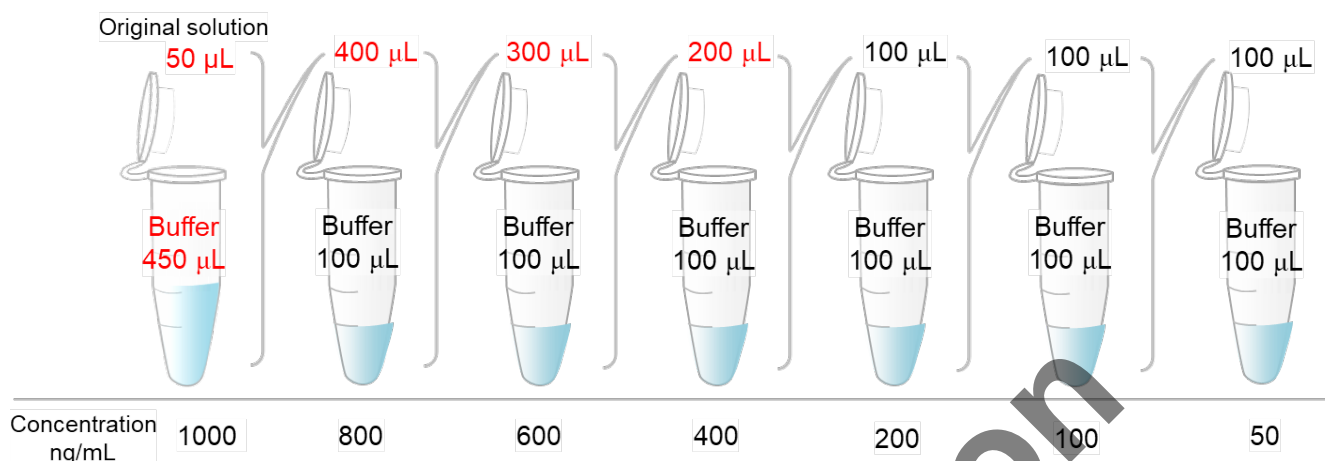 Original solution
50 µL 400 µL 300 µL 200 µL 100 µL 100 µL 100 µL
Buffer Buffer Buffer Buffer Buffer Buffer Buffer
450 µL 100 µL 100 µL 100 µL 100 µL 100 µL 100 µL
Concentration
ng/mL
1000 800 600 400 200 100 50
on